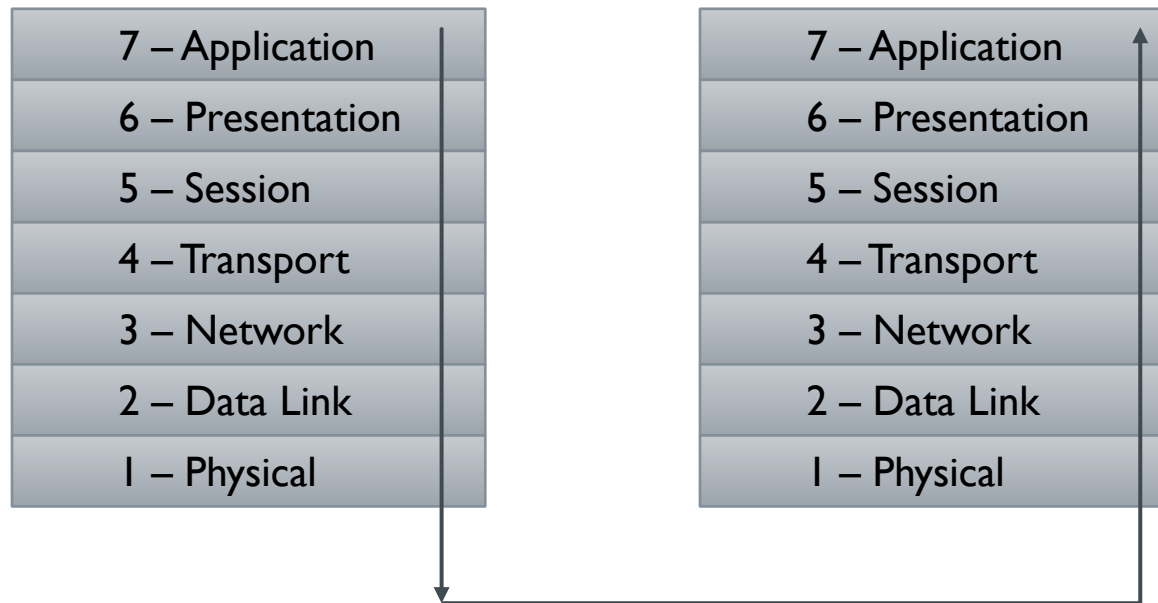 7 – Application
6 – Presentation
5 – Session
4 – Transport
3 – Network
2 – Data Link
1 – Physical
7 – Application
6 – Presentation
5 – Session
4 – Transport
3 – Network
2 – Data Link
1 – Physical